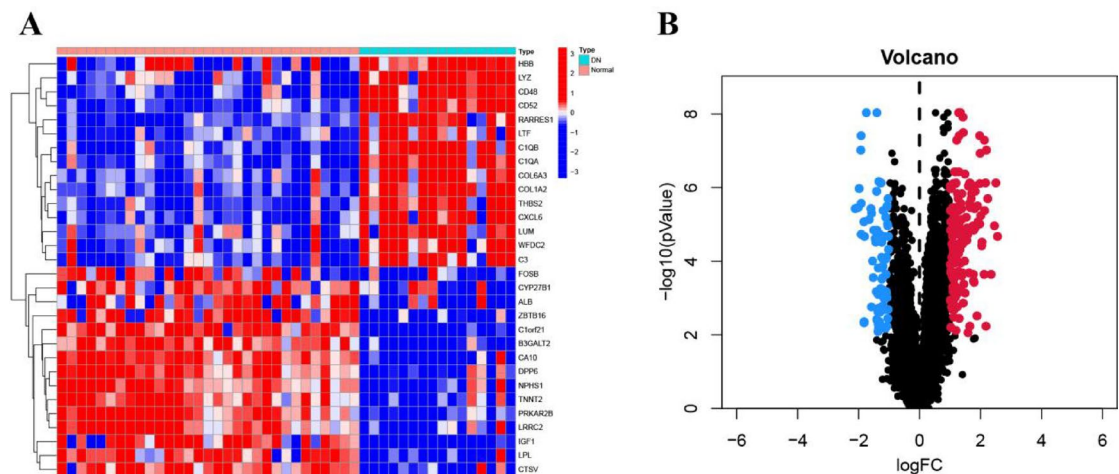 A
Type
HBB
LYZ
CD48
CD52
RARRES1
LTF
C1QB
C1QA
COL6A3
COL1A2
THBS2
CXCL6
LUM
WFDC2
C3
FOSB
CYP27B1
ALB
ZBTB16
C1orf21
B3GALT2
CA10
DPP6
NPHS1
TNNT2
PRKAR2B
LRRC2
IGF1
LPL
CTSV
Type
DN
Normal
3
2
1
0
−1
−2
−3
B
Volcano
−log10(pValue)
8
6
4
2
0
−6 −4 −2 0 2 4 6
logFC